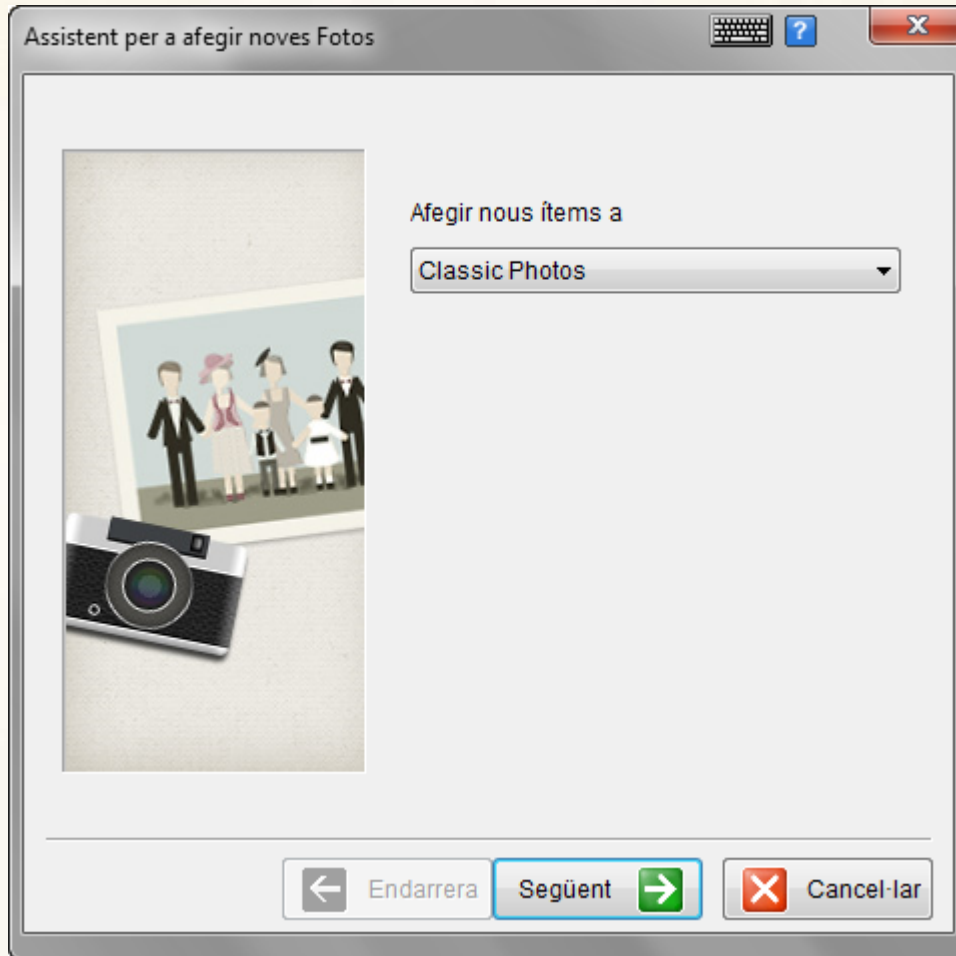 Assistent per a afegir noves Fotos
?
Afegir nous ítems a
Classic Photos
Endarrera
Següent
Cancel·lar